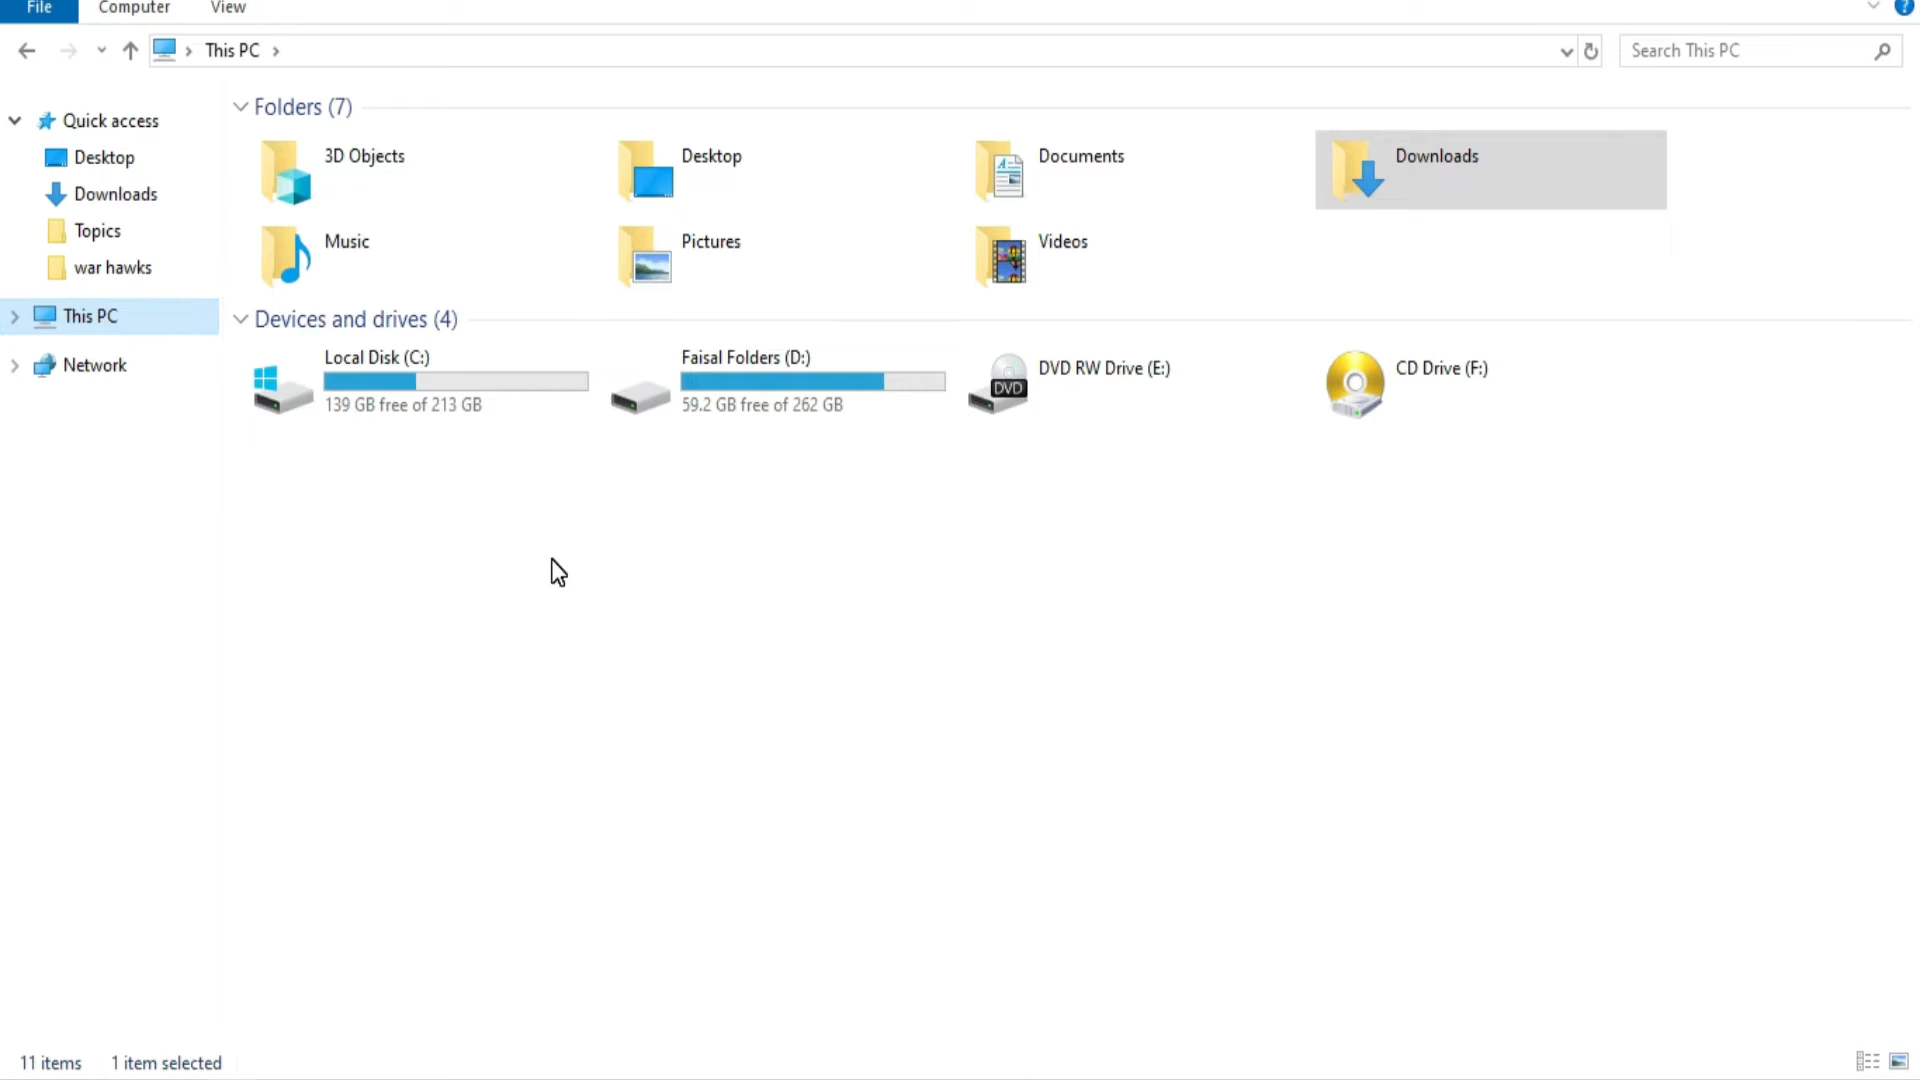 File Computer View
This PC
Search This PC
Quick access
Desktop
Downloads
Topics
war hawks
This PC
Network
Folders (7)
3D Objects
Desktop
Documents
Downloads
Music
Pictures
Videos
Devices and drives (4)
Local Disk (C:)
139 GB free of 213 GB
Faisal Folders (D:)
59.2 GB free of 262 GB
DVD RW Drive (E:)
DVD
CD Drive (F:)
11 items 1 item selected